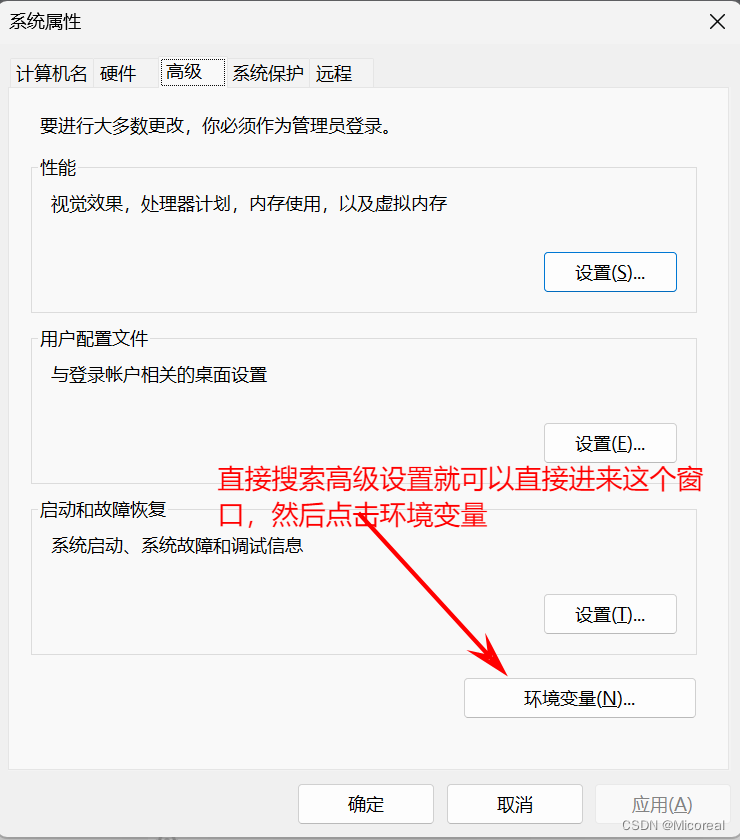 系统属性
计算机名 硬件 高级 系统保护 远程
要进行大多数更改，你必须作为管理员登录。
性能
视觉效果，处理器计划，内存使用，以及虚拟内存
设置(S)...
用户配置文件
与登录帐户相关的桌面设置
设置(E)...
直接搜索高级设置就可以直接进来这个窗
口，然后点击环境变量
启动和故障恢复
系统启动、系统故障和调试信息
设置(T)...
环境变量(N)...
确定 取消 应用(A)
CSDN @Micoreal